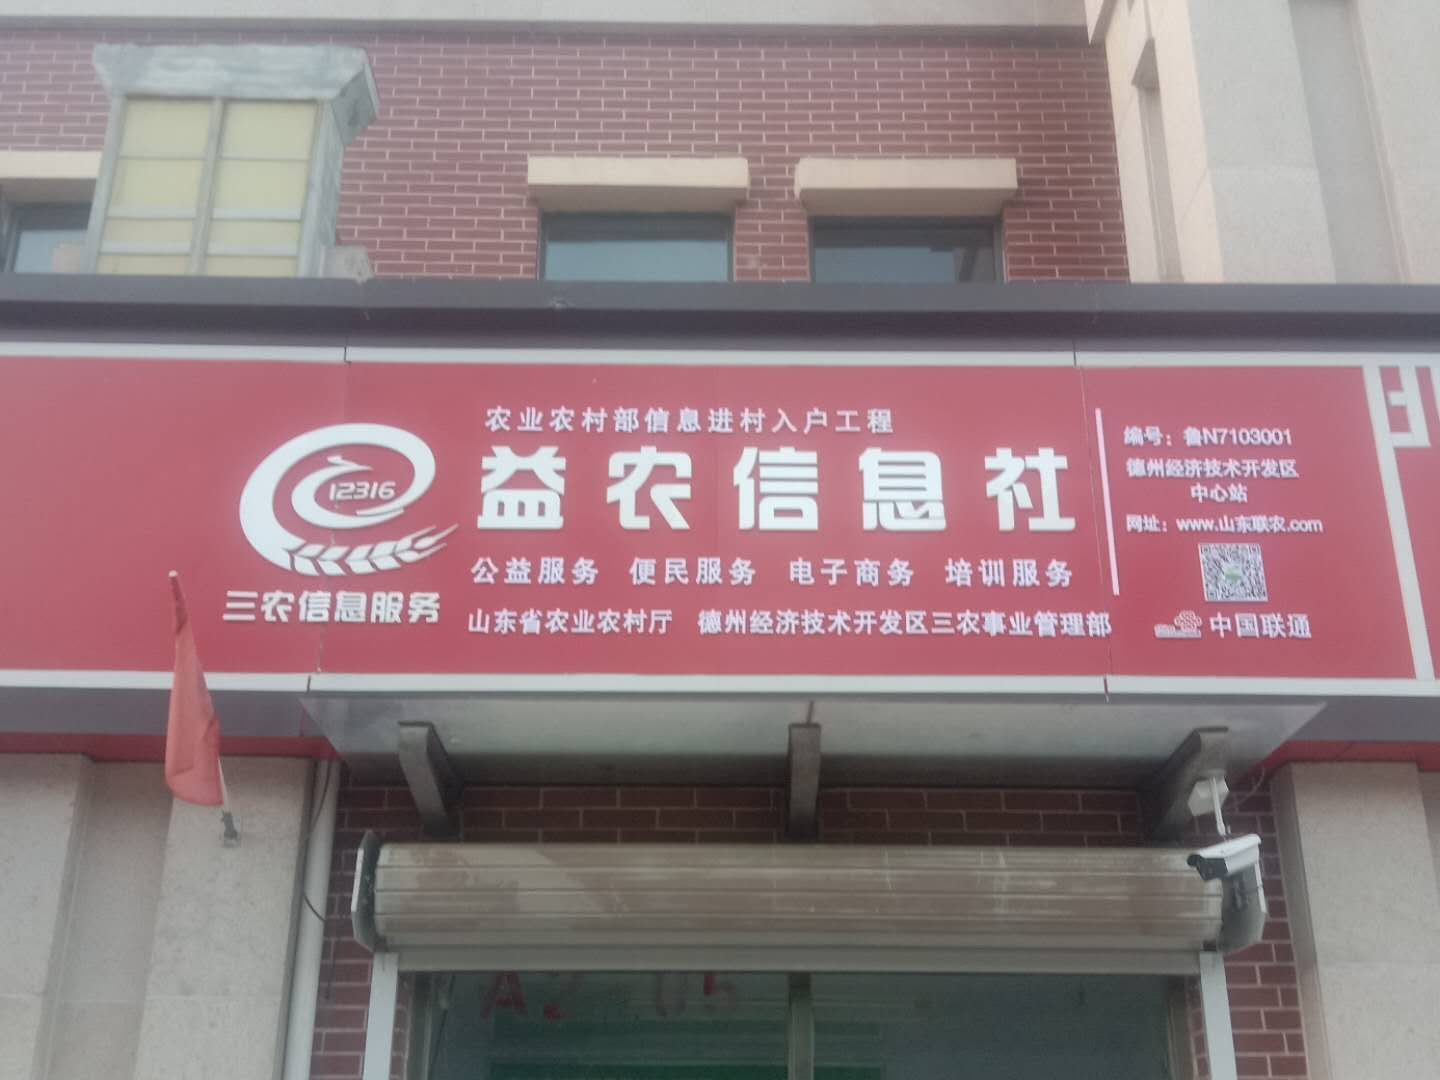 农业农村部信息进村入户工程
益农信息社
12316
三农信息服务
公益服务 便民服务 电子商务 培训服务
山东省农业农村厅 德州经济技术开发区三农事业管理部
编号：鲁N7103001
德州经济技术开发区
中心站
网址：www.山东联农.com
中国联通